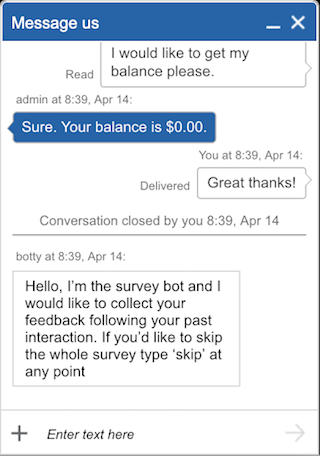 Message us
I would like to get my
Read
balance please.
admin at 8:39, Apr 14:
Sure. Your balance is $0.00.
You at 8:39, Apr 14:
Delivered
Great thanks!
Conversation closed by you 8:39, Apr 14
botty at 8:39, Apr 14:
Hello, I’m the survey bot and I
would like to collect your
feedback following your past
interaction. If you’d like to skip
the whole survey type ‘skip’ at
any point
Enter text here